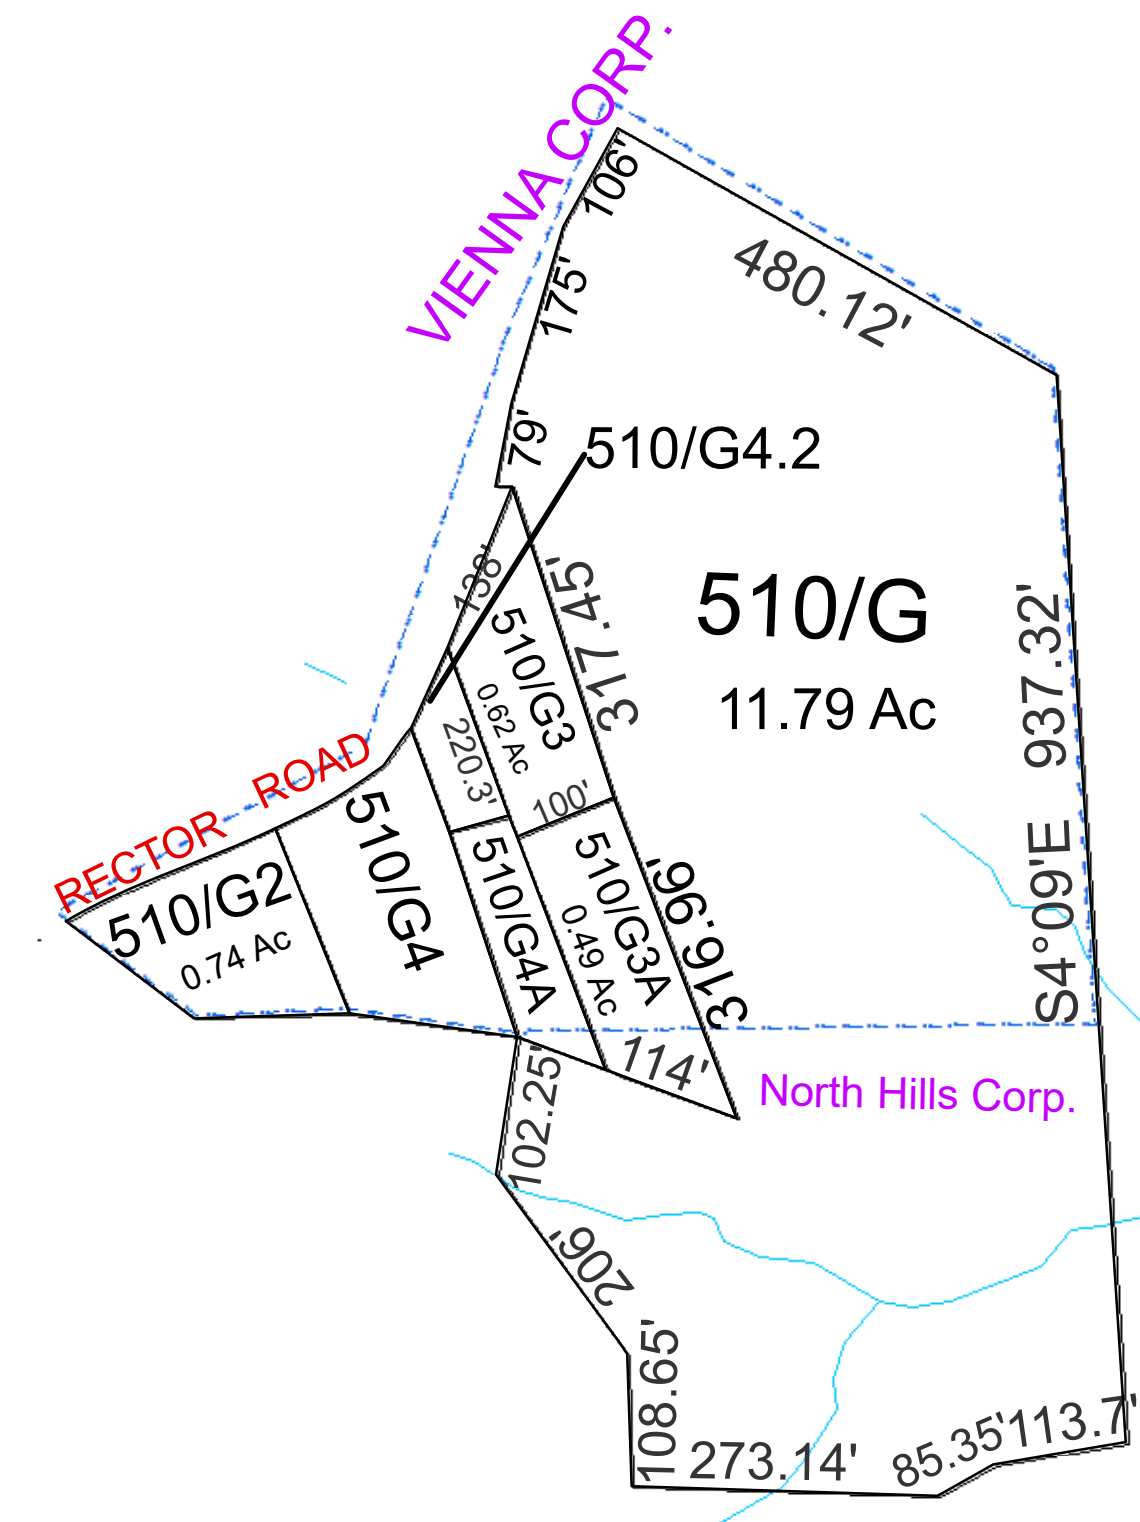 VIENNA CORP.
106'
480.12'
175'
79'
510/G4.2
138'
317.45'
510/G
11.79 Ac
S4°09'E 937.32'
510/G3
0.62 Ac
220.3'
100'
RECTOR ROAD
510/G2
0.74 Ac
510/G4
510/G4A
510/G3A
0.49 Ac
316.96'
114'
North Hills Corp.
102.25'
206'
108.65'
273.14'
85.35'
113.7'